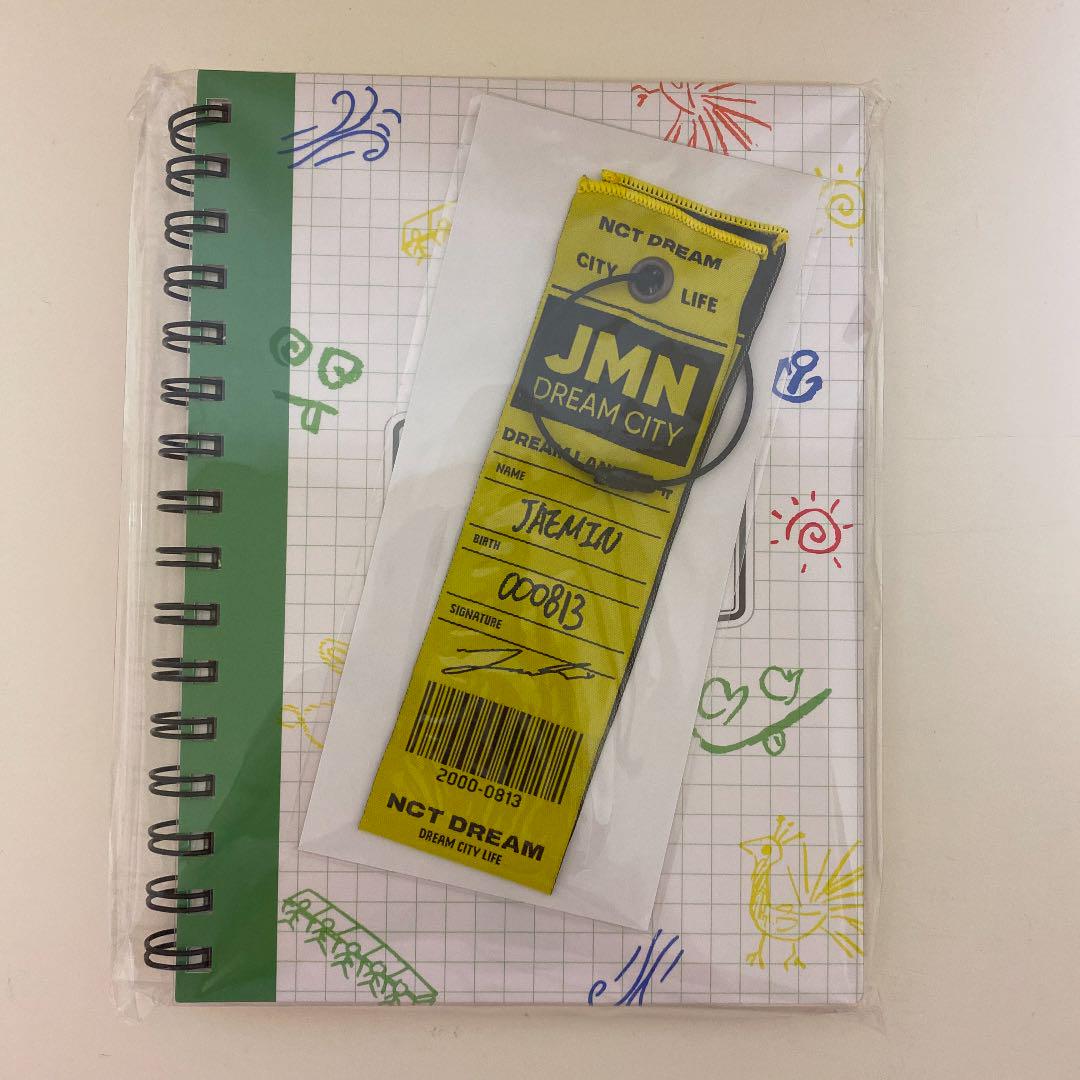 NCT DREAM
CITY LIFE
JMN
DREAM CITY
NAME
JAEMIN
BIRTH
000813
SIGNATURE
2000-0813
NCT DREAM
DREAM CITY LIFE